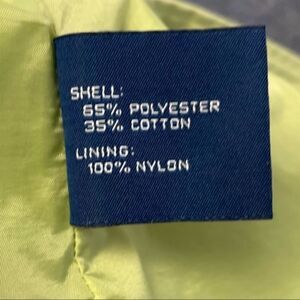 SHELL:
65% POLYESTER
35% COTTON
LINING:
100% NYLON